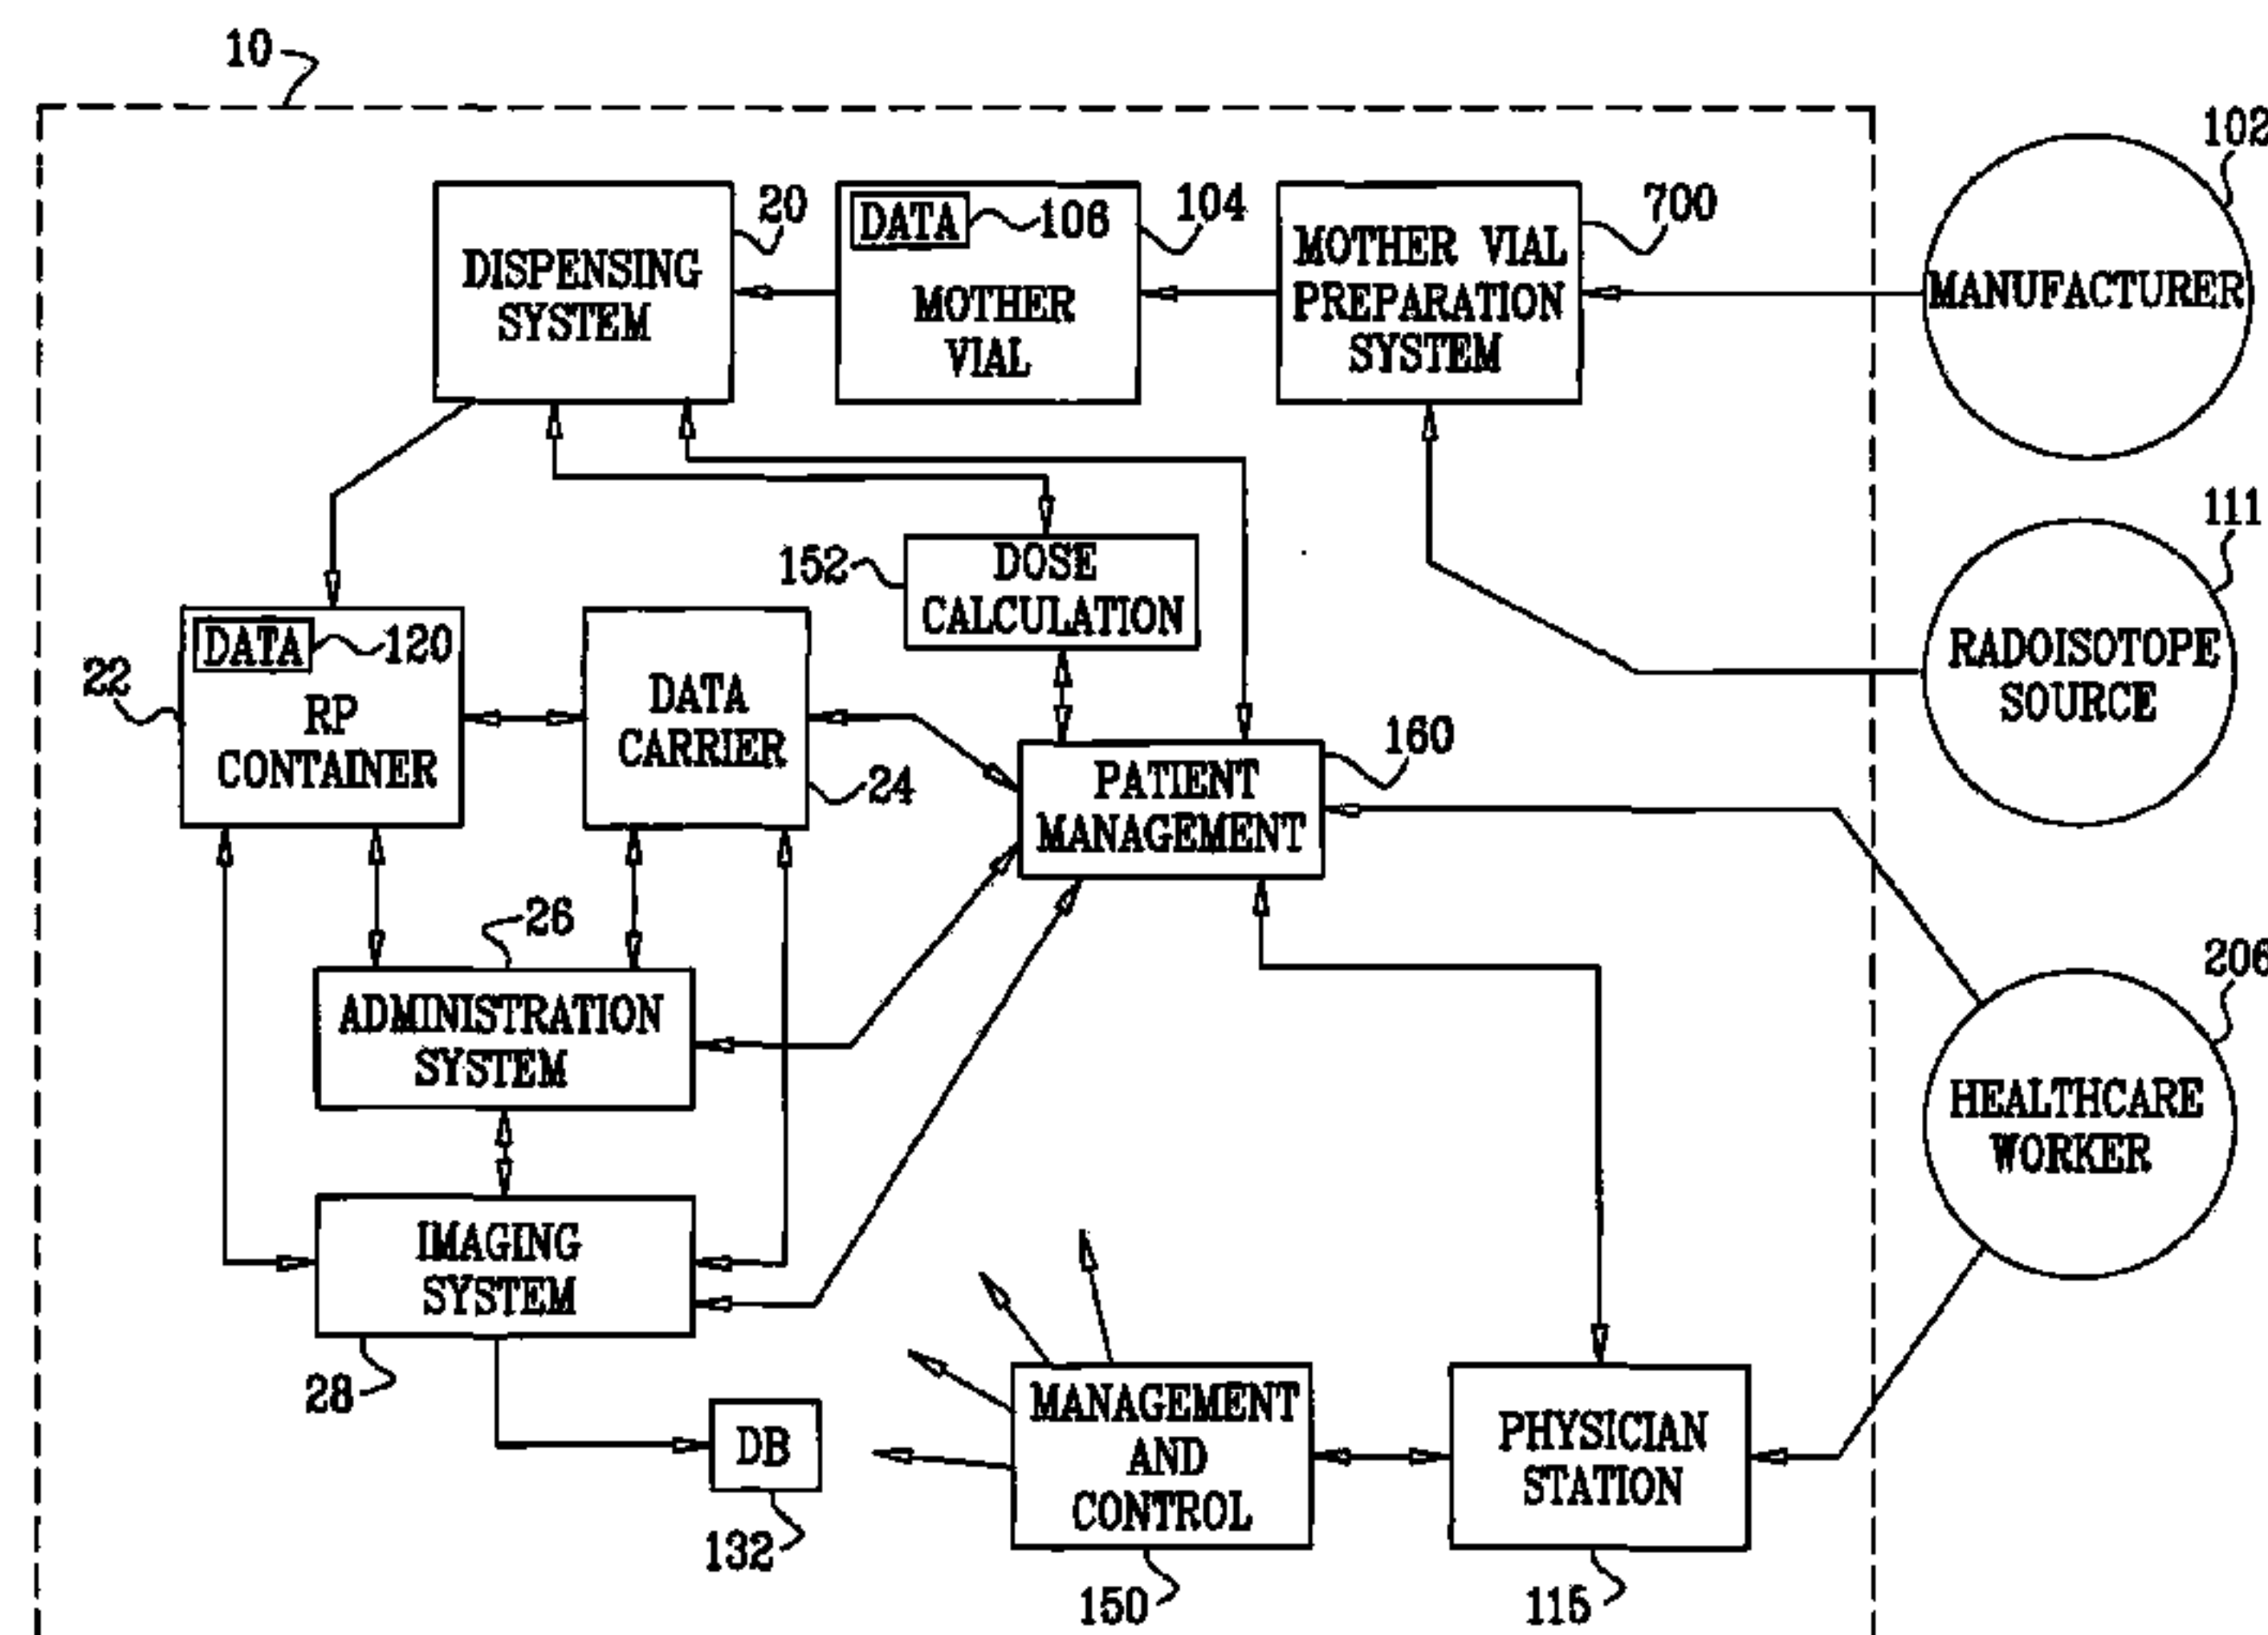 10
102
20
DATA
106
104
700
DISPENSING
SYSTEM
MOTHER
VIAL
MOTHER VIAL
PREPARATION
SYSTEM
MANUFACTURER
111
152
DOSE
CALCULATION
DATA
120
22
RP
CONTAINER
DATA
CARRIER
24
RADOISOTOPE
SOURCE
160
PATIENT
MANAGEMENT
26
206
ADMINISTRATION
SYSTEM
HEALTHCARE
WORKER
IMAGING
SYSTEM
28
DB
132
MANAGEMENT
AND
CONTROL
150
PHYSICIAN
STATION
115